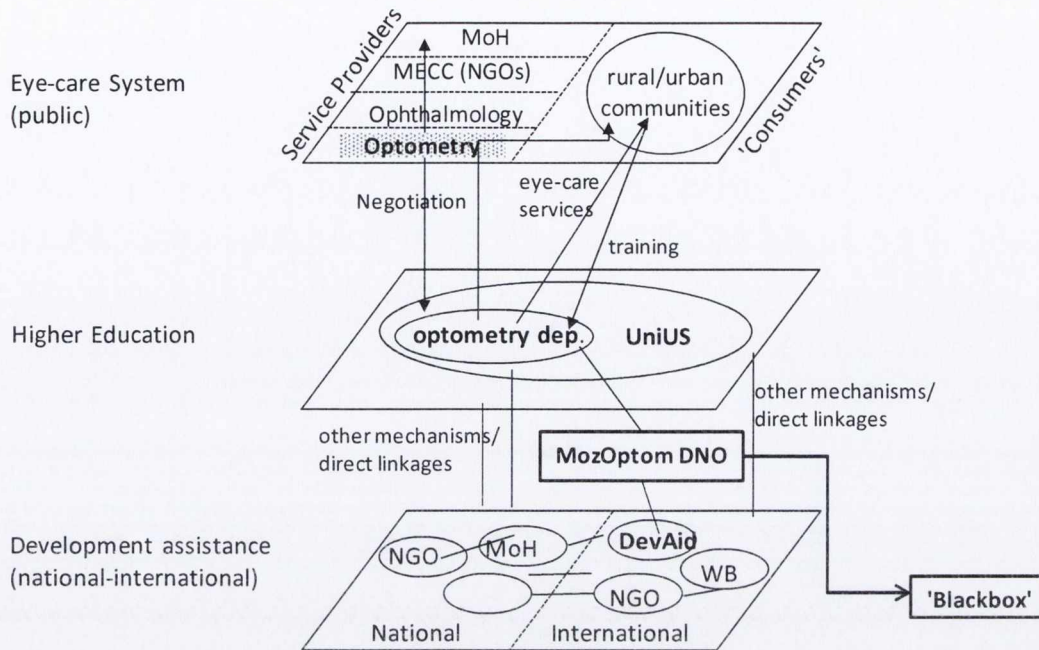 Eye-care System
(public)
Service Providers
MoH
MECC (NGOs)
Ophthalmology
Optometry
rural/urban
communities
'Consumers'
Negotiation
eye-care
services
training
Higher Education
optometry dep.
UniUS
other mechanisms/
direct linkages
other mechanisms/
direct linkages
MozOptom DNO
Development assistance
(national-international)
NGO
MoH
DevAid
WB
NGO
National
International
'Blackbox'